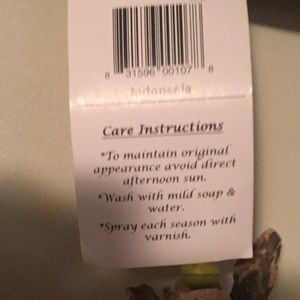 8 31596 00107 8
Indonesia
Care Instructions
*To maintain original
appearance avoid direct
afternoon sun.
*Wash with mild soap &
water.
*Spray each season with
varnish.